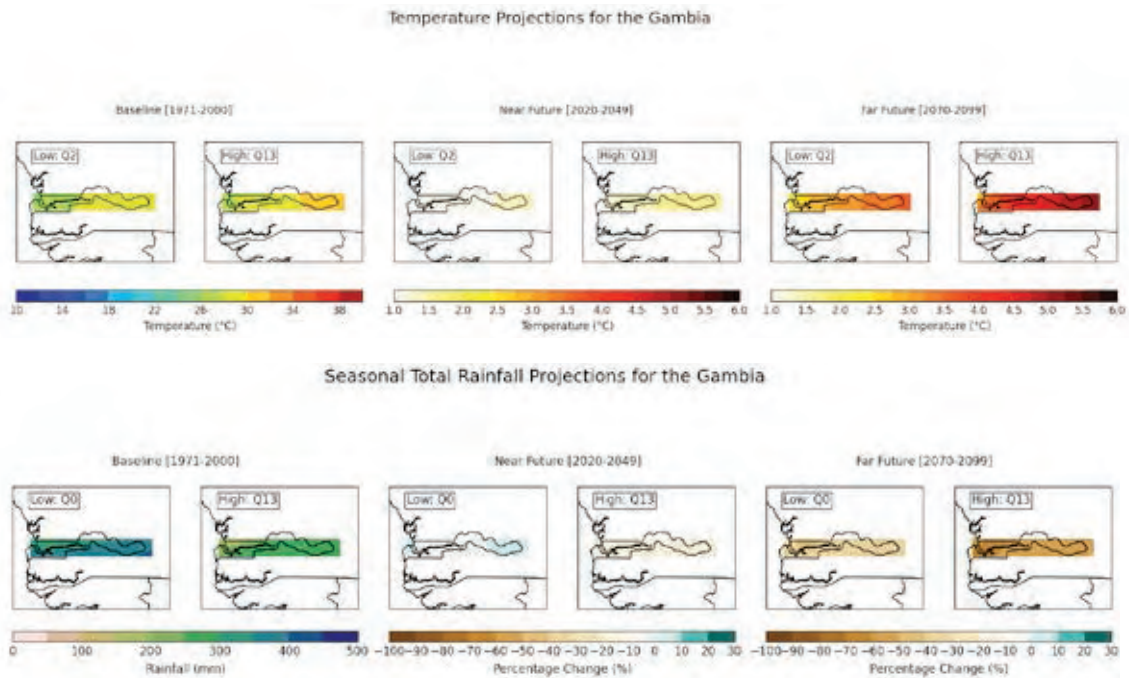 Temperature Projections for the Gambia
Baseline [1971-2000] Near Future [2020-2049] Far Future [2070-2099]
Low: Q2 High: Q13 Low: Q2 High: Q13 Low: Q2 High: Q13
10 14 18 22 26 30 34 38 1.0 1.5 2.0 2.5 3.0 3.5 4.0 4.5 5.0 5.5 6.0 1.0 1.5 2.0 2.5 3.0 3.5 4.0 4.5 5.0 5.5 6.0
Temperature (°C) Temperature (°C) Temperature (°C)
Seasonal Total Rainfall Projections for the Gambia
Baseline [1971-2000] Near Future [2020-2049] Far Future [2070-2099]
Low: Q0 High: Q13 Low: Q0 High: Q13 Low: Q0 High: Q13
0 100 200 300 400 500 −100−90 −80 −70 −60 −50 −40 −30 −20 −10 0 10 20 30 −100−90 −80 −70 −60 −50 −40 −30 −20 −10 0 10 20 30
Rainfall (mm) Percentage Change (%) Percentage Change (%)